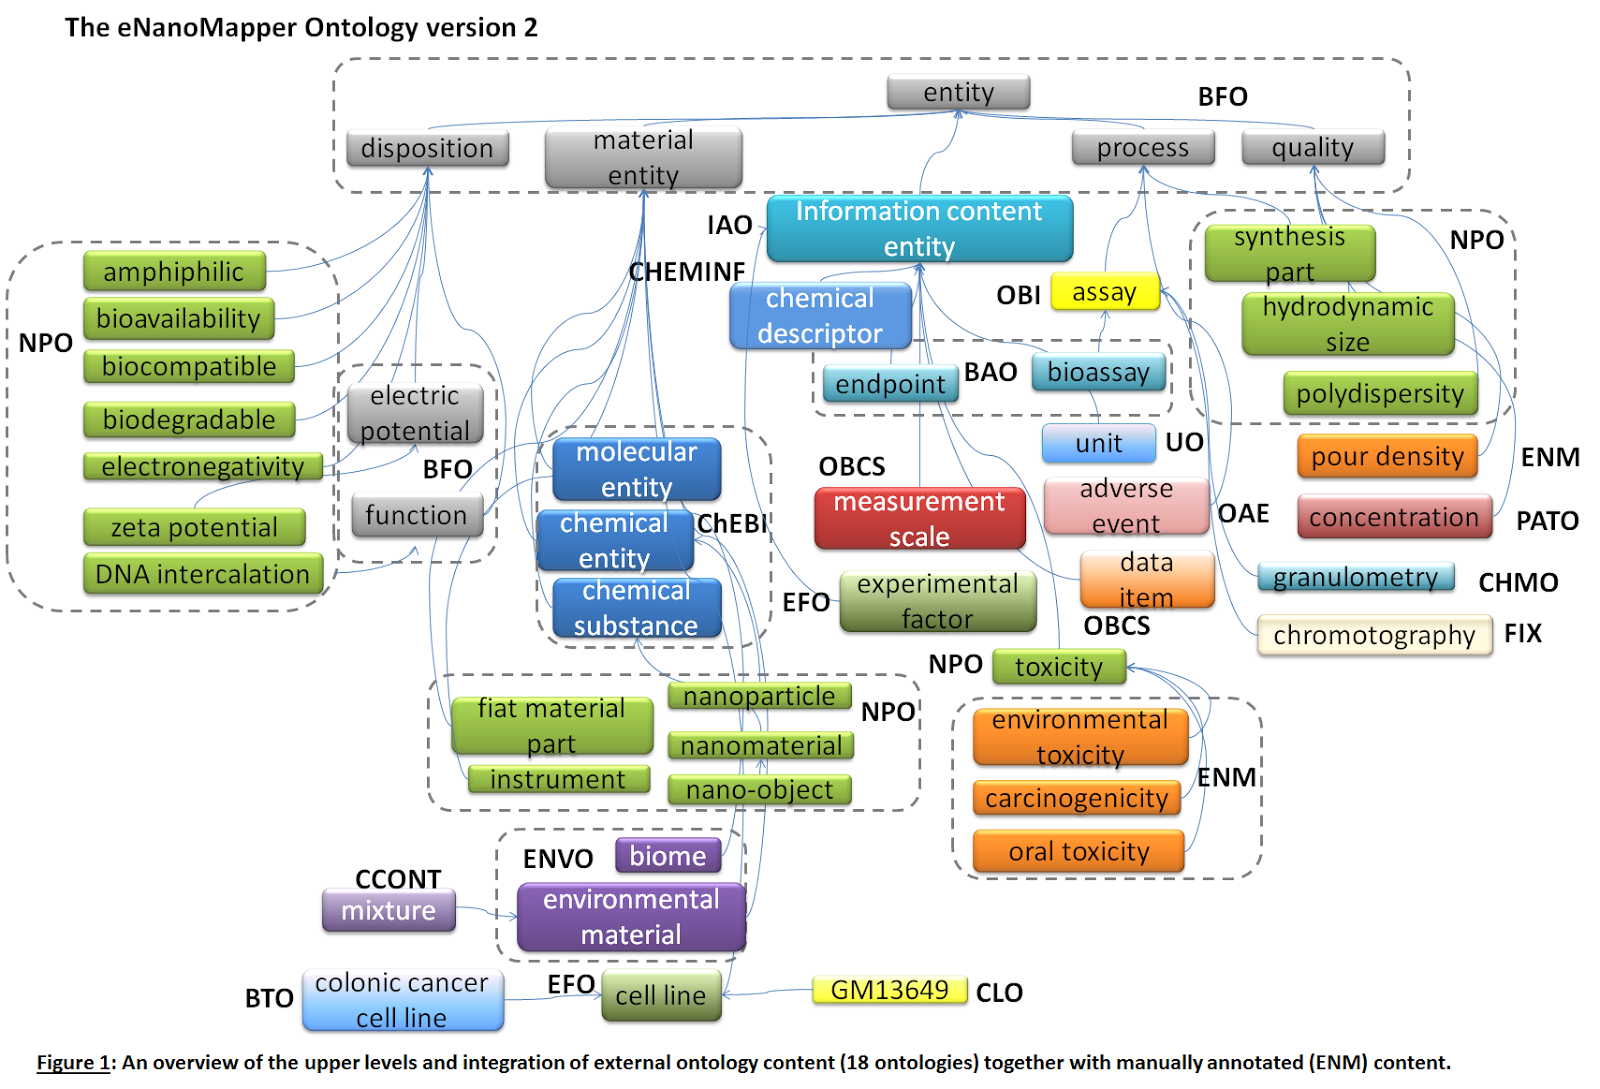 The eNanoMapper Ontology version 2
entity
BFO
disposition
material
entity
process
quality
IAO
Information content
entity
synthesis
part
NPO
amphiphilic
CHEMINF
chemical
descriptor
OBI
assay
hydrodynamic
size
bioavailability
NPO
biocompatible
endpoint
BAO
bioassay
polydispersity
biodegradable
electric
potential
BFO
electronegativity
molecular
entity
unit
UO
pour density
ENM
OBCS
measurement
scale
adverse
event
OAE
concentration
PATO
zeta potential
function
chemical
entity
ChEBI
DNA intercalation
chemical
substance
EFO
experimental
factor
data
item
OBCS
granulometry
CHMO
chromotography
FIX
NPO
toxicity
fiat material
part
nanoparticle
NPO
nanomaterial
instrument
nano-object
environmental
toxicity
ENM
carcinogenicity
oral toxicity
ENVO
biome
CCONT
mixture
environmental
material
BTO
colonic cancer
cell line
EFO
cell line
GM13649
CLO
Figure 1: An overview of the upper levels and integration of external ontology content (18 ontologies) together with manually annotated (ENM) content.